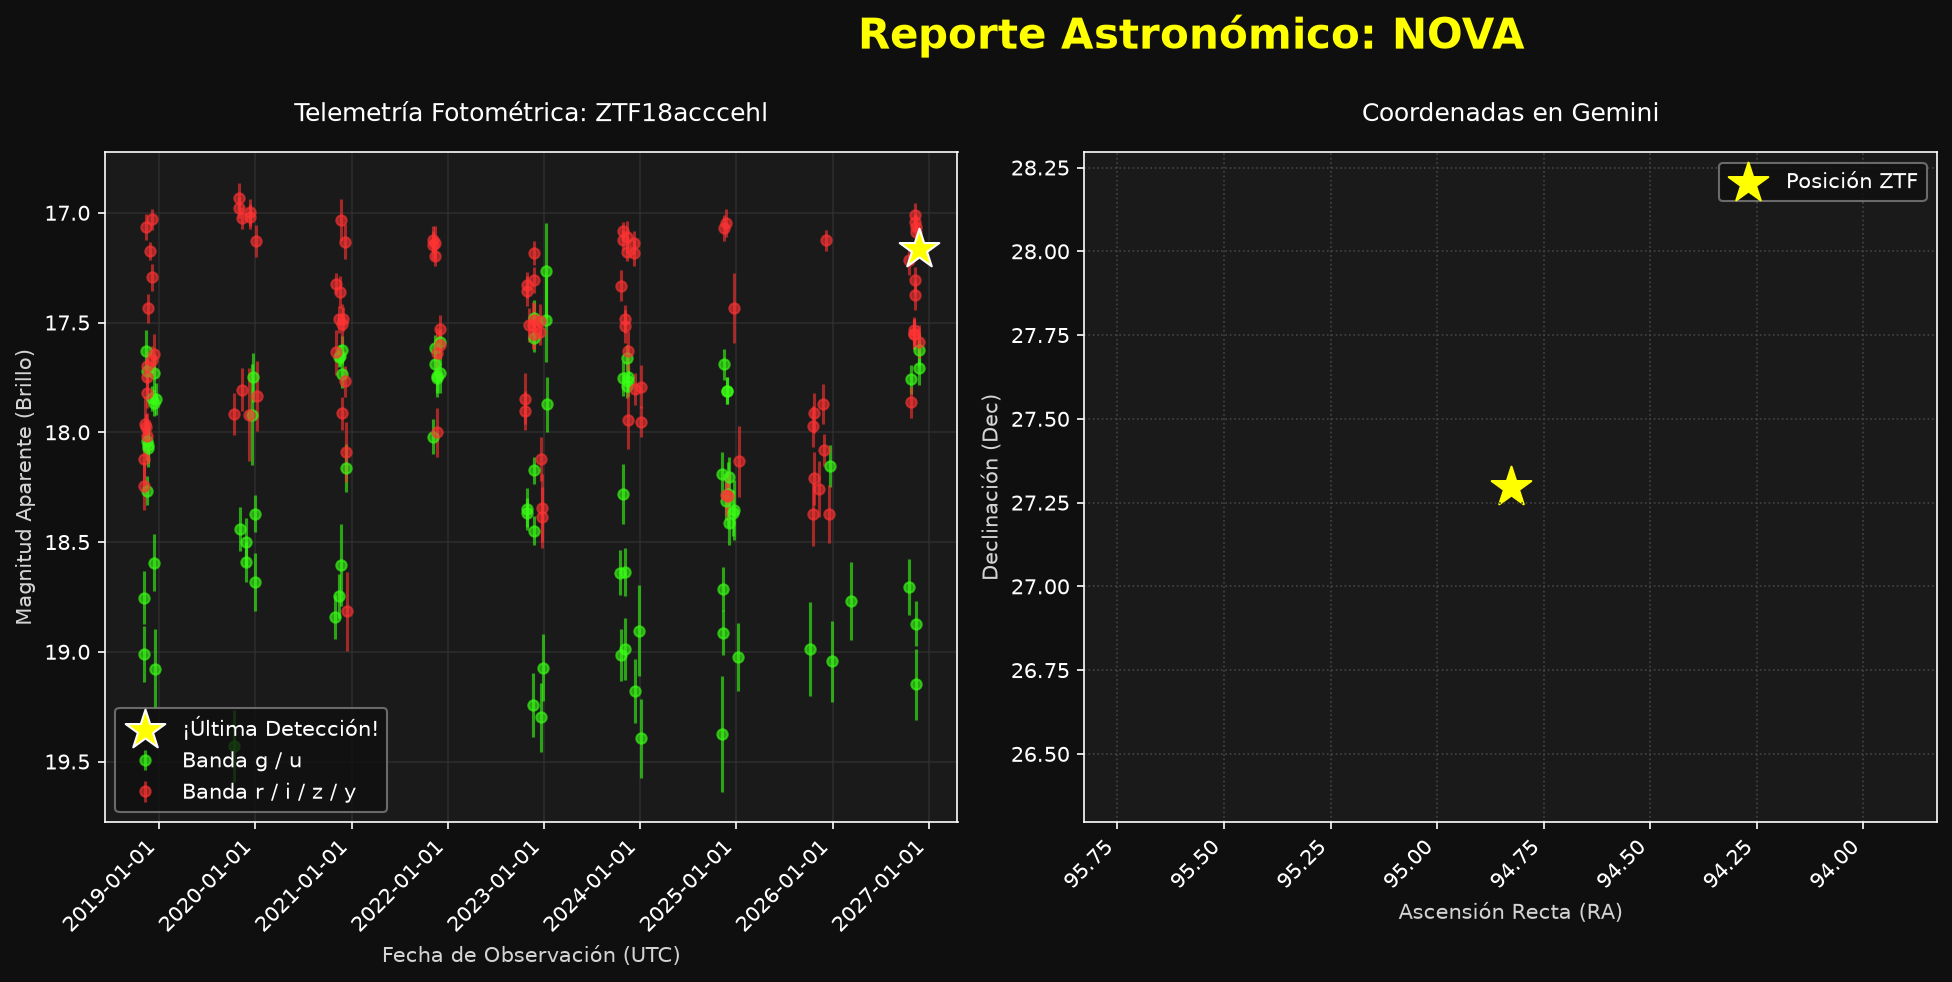 Reporte Astronómico: NOVA
Telemetría Fotométrica: ZTF18acccehl
Magnitud Aparente (Brillo)
17.0
17.5
18.0
18.5
19.0
19.5
¡Última Detección!
Banda g / u
Banda r / i / z / y
2019-01-01
2020-01-01
2021-01-01
2022-01-01
2023-01-01
2024-01-01
2025-01-01
2026-01-01
2027-01-01
Fecha de Observación (UTC)
Coordenadas en Gemini
Declinación (Dec)
28.25
28.00
27.75
27.50
27.25
27.00
26.75
26.50
Posición ZTF
95.75
95.50
95.25
95.00
94.75
94.50
94.25
94.00
Ascensión Recta (RA)